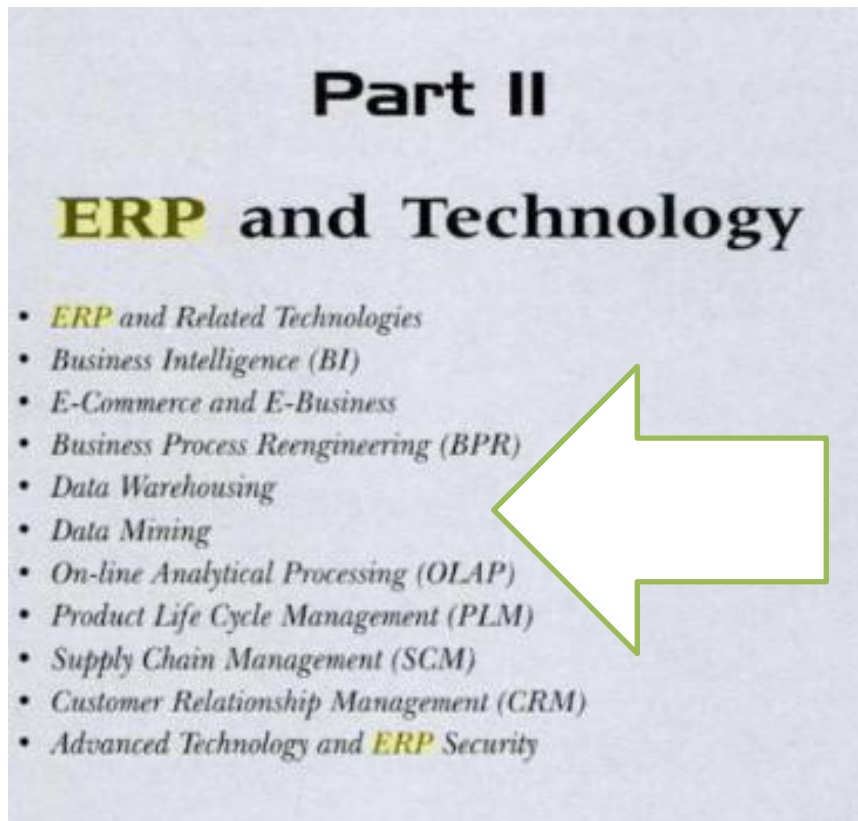 Part II
ERP and Technology
• ERP and Related Technologies
• Business Intelligence (BI)
• E-Commerce and E-Business
• Business Process Reengineering (BPR)
• Data Warehousing
• Data Mining
• On-line Analytical Processing (OLAP)
• Product Life Cycle Management (PLM)
• Supply Chain Management (SCM)
• Customer Relationship Management (CRM)
• Advanced Technology and ERP Security